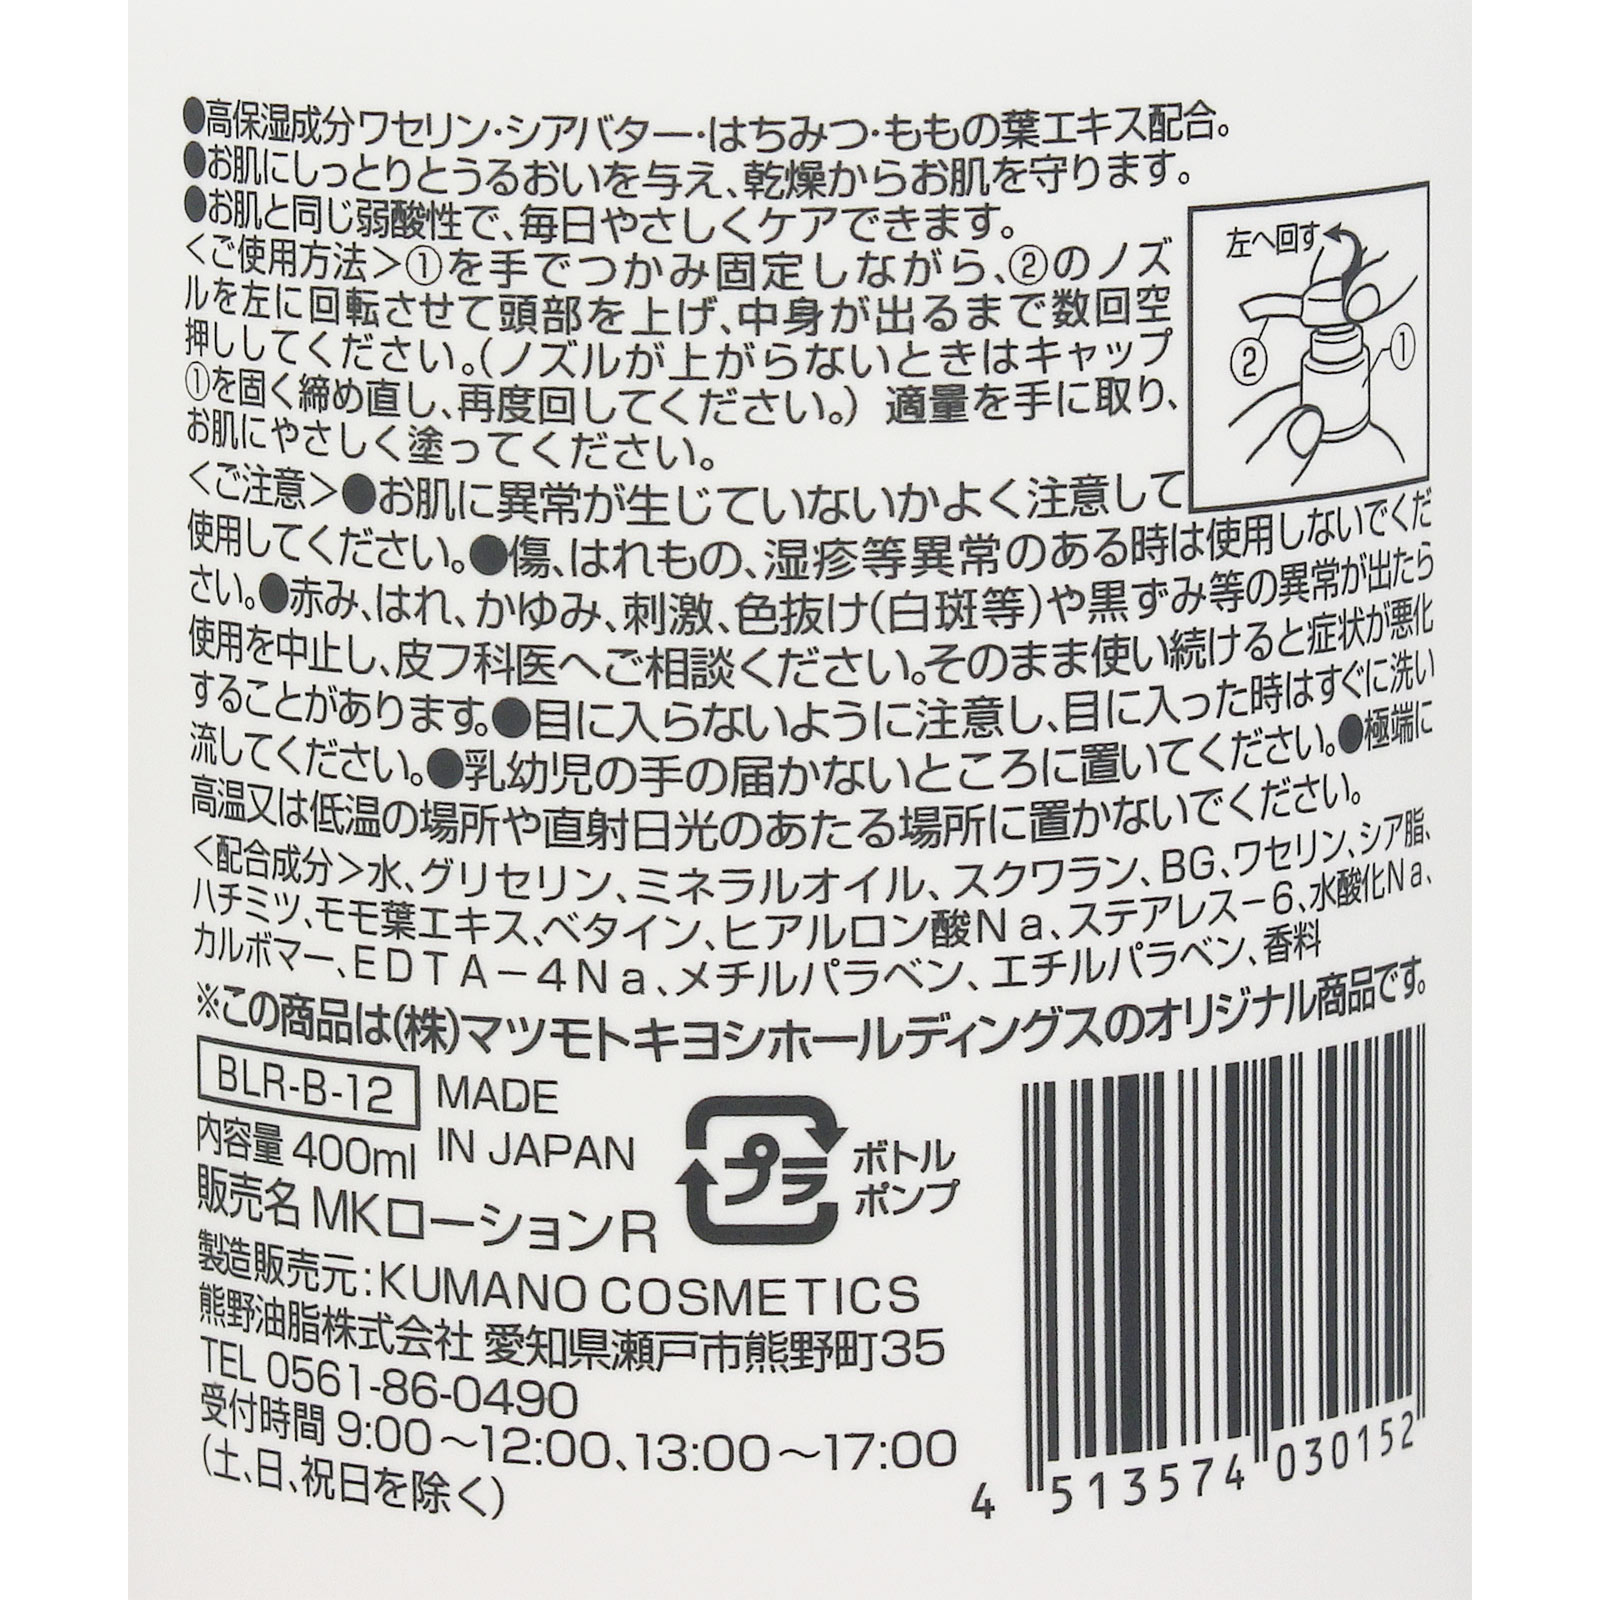 ●高保湿成分ワセリン・シアバター・はちみつ・ももの葉エキス配合。
●お肌にしっとりとうるおいを与え、乾燥からお肌を守ります。
●お肌と同じ弱酸性で、毎日やさしくケアできます。
＜ご使用方法＞①を手でつかみ固定しながら、②のノズ
ルを左に回転させて頭部を上げ、中身が出るまで数回空
押ししてください。（ノズルが上がらないときはキャップ
①を固く締め直し、再度回してください。）適量を手に取り、
お肌にやさしく塗ってください。
左へ回す
②
①
＜ご注意＞●お肌に異常が生じていないかよく注意して
使用してください。●傷、はれもの、湿疹等異常のある時は使用しないでくだ
さい。●赤み、はれ、かゆみ、刺激、色抜け（白斑等）や黒ずみ等の異常が出たら
使用を中止し、皮フ科医へご相談ください。そのまま使い続けると症状が悪化
することがあります。●目に入らないように注意し、目に入った時はすぐに洗い
流してください。●乳幼児の手の届かないところに置いてください。●極端に
高温又は低温の場所や直射日光のあたる場所に置かないでください。
＜配合成分＞水、グリセリン、ミネラルオイル、スクワラン、BG、ワセリン、シア脂、
ハチミツ、モモ葉エキス、ベタイン、ヒアルロン酸Ｎａ、ステアレス－６、水酸化Ｎａ、
カルボマー、ＥＤＴＡ－４Ｎａ、メチルパラベン、エチルパラベン、香料
※この商品は（株）マツモトキヨシホールディングスのオリジナル商品です。
BLR-B-12
MADE
IN JAPAN
内容量 400ml
販売名 MKローションR
プラ
ボトル
ポンプ
製造販売元：KUMANO COSMETICS
熊野油脂株式会社 愛知県瀬戸市熊野町35
TEL 0561-86-0490
受付時間 9:00～12:00、13:00～17:00
（土、日、祝日を除く）
4 513574 030152